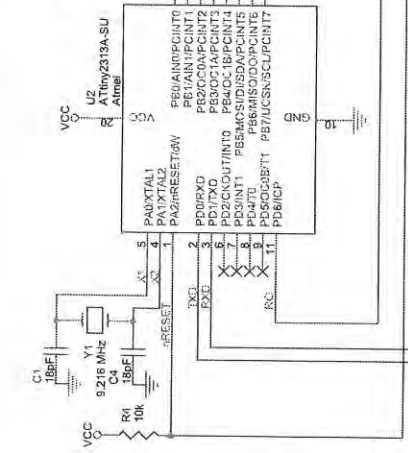 VCC
R4
10k
C1
18pF
Y1
9.216 MHz
C4
18pF
nRESET
X1
X2
TXD
RXD
5
4
1
2
3
6
7
8
9
11
PA0/XTAL1
PA1/XTAL2
PA2/nRESET/dW
PD0/RXD
PD1/TXD
PD2/CKOUT/INT0
PD3/INT1
PD4/T0
PD5/OC0B/T1
PD6/ICP
VCC
20
VCC
U2
ATtiny2313A-SU
Atmel
PB0/AIN0/PCINT0
PB1/AIN1/PCINT1
PB2/OC0A/PCINT2
PB3/OC1A/PCINT3
PB4/OC1B/PCINT4
PB5/MOSI/DI/SDA/PCINT5
PB6/MISO/DO/PCINT6
PB7/UCSK/SCL/PCINT7
GND
10